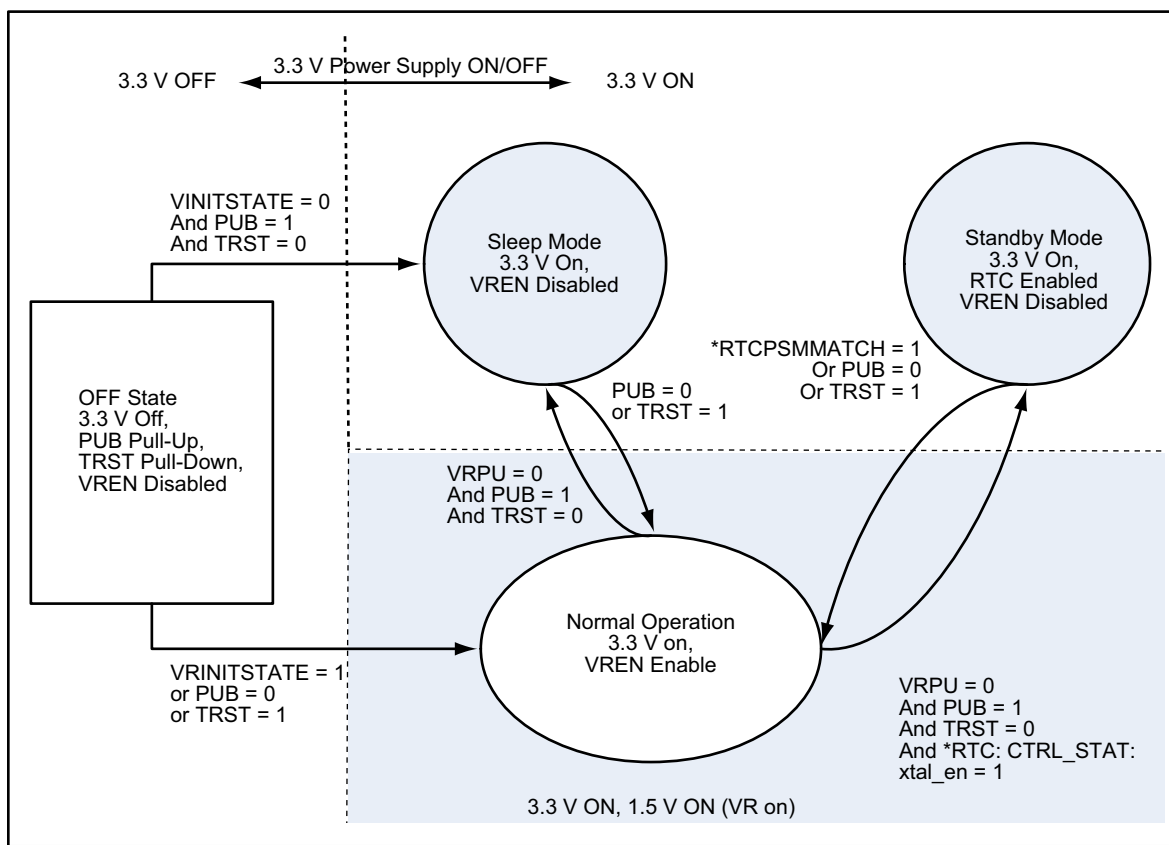 3.3 V OFF
3.3 V Power Supply ON/OFF
3.3 V ON
VINITSTATE = 0
And PUB = 1
And TRST = 0
Sleep Mode
3.3 V On,
VREN Disabled
Standby Mode
3.3 V On,
RTC Enabled
VREN Disabled
*RTCPSMMATCH = 1
Or PUB = 0
Or TRST = 1
PUB = 0
or TRST = 1
OFF State
3.3 V Off,
PUB Pull-Up,
TRST Pull-Down,
VREN Disabled
VRPU = 0
And PUB = 1
And TRST = 0
Normal Operation
3.3 V on,
VREN Enable
VRINITSTATE = 1
or PUB = 0
or TRST = 1
VRPU = 0
And PUB = 1
And TRST = 0
And *RTC: CTRL_STAT:
xtal_en = 1
3.3 V ON, 1.5 V ON (VR on)